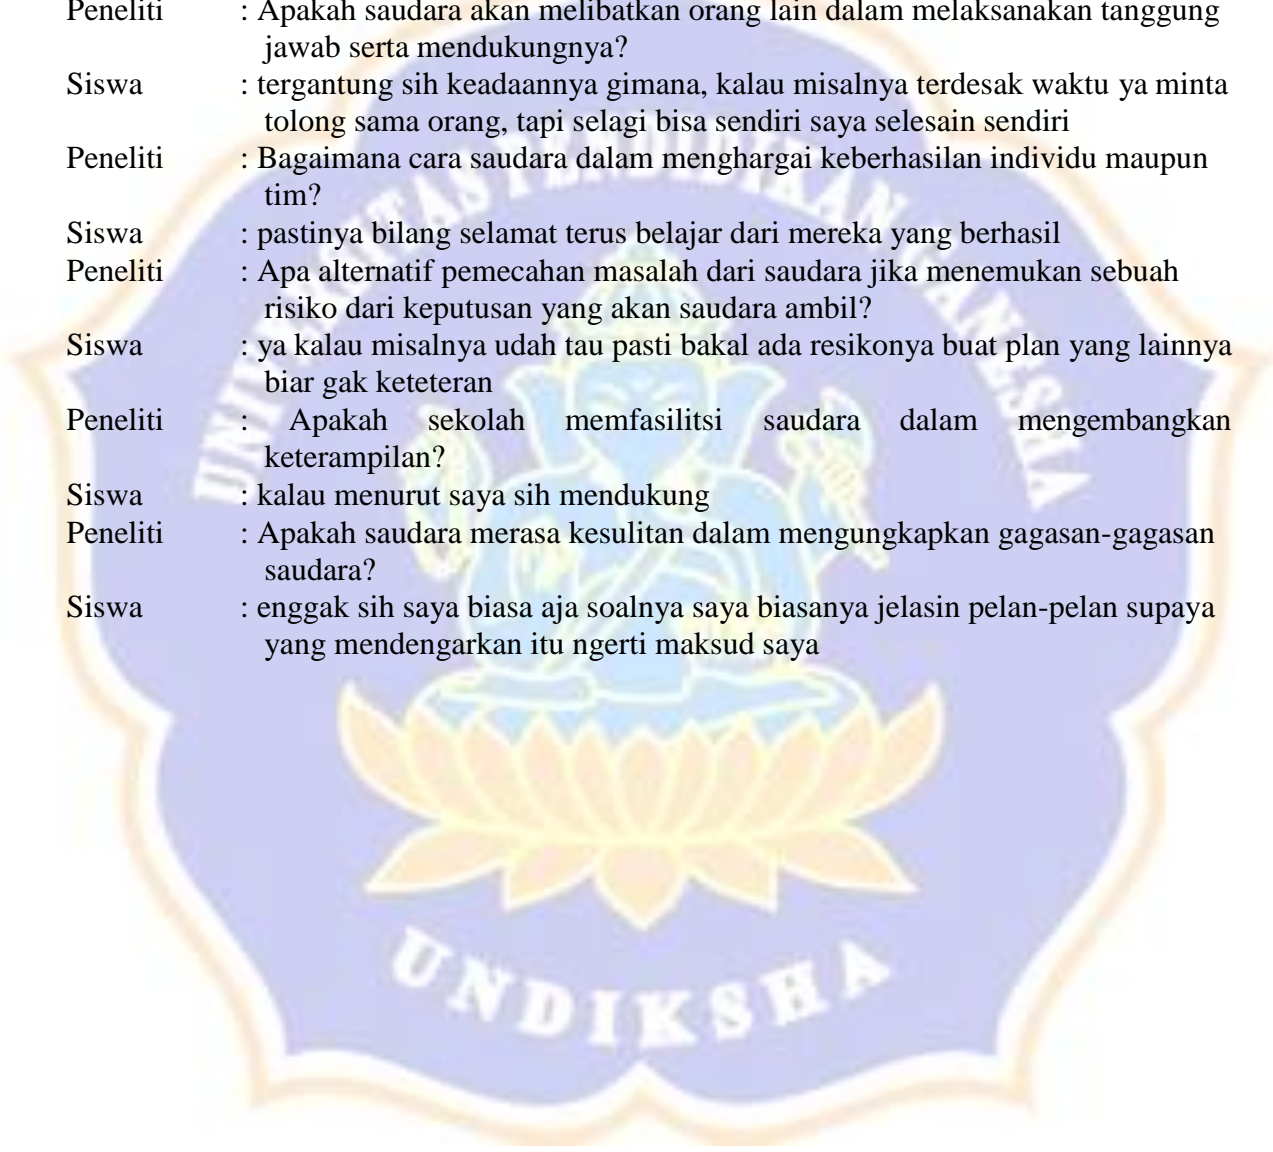 Peneliti : Apakah saudara akan melibatkan orang lain dalam melaksanakan tanggung
jawab serta mendukungnya?
Siswa : tergantung sih keadaannya gimana, kalau misalnya terdesak waktu ya minta
tolong sama orang, tapi selagi bisa sendiri saya selesain sendiri
Peneliti : Bagaimana cara saudara dalam menghargai keberhasilan individu maupun
tim?
Siswa : pastinya bilang selamat terus belajar dari mereka yang berhasil
Peneliti : Apa alternatif pemecahan masalah dari saudara jika menemukan sebuah
risiko dari keputusan yang akan saudara ambil?
Siswa : ya kalau misalnya udah tau pasti bakal ada resikonya buat plan yang lainnya
biar gak keteteran
Peneliti : Apakah sekolah memfasilitsi saudara dalam mengembangkan
keterampilan?
Siswa : kalau menurut saya sih mendukung
Peneliti : Apakah saudara merasa kesulitan dalam mengungkapkan gagasan-gagasan
saudara?
Siswa : enggak sih saya biasa aja soalnya saya biasanya jelasin pelan-pelan supaya
yang mendengarkan itu ngerti maksud saya
UNIVERSITAS PENDIDIKAN GANESHA
UNDIKSHA